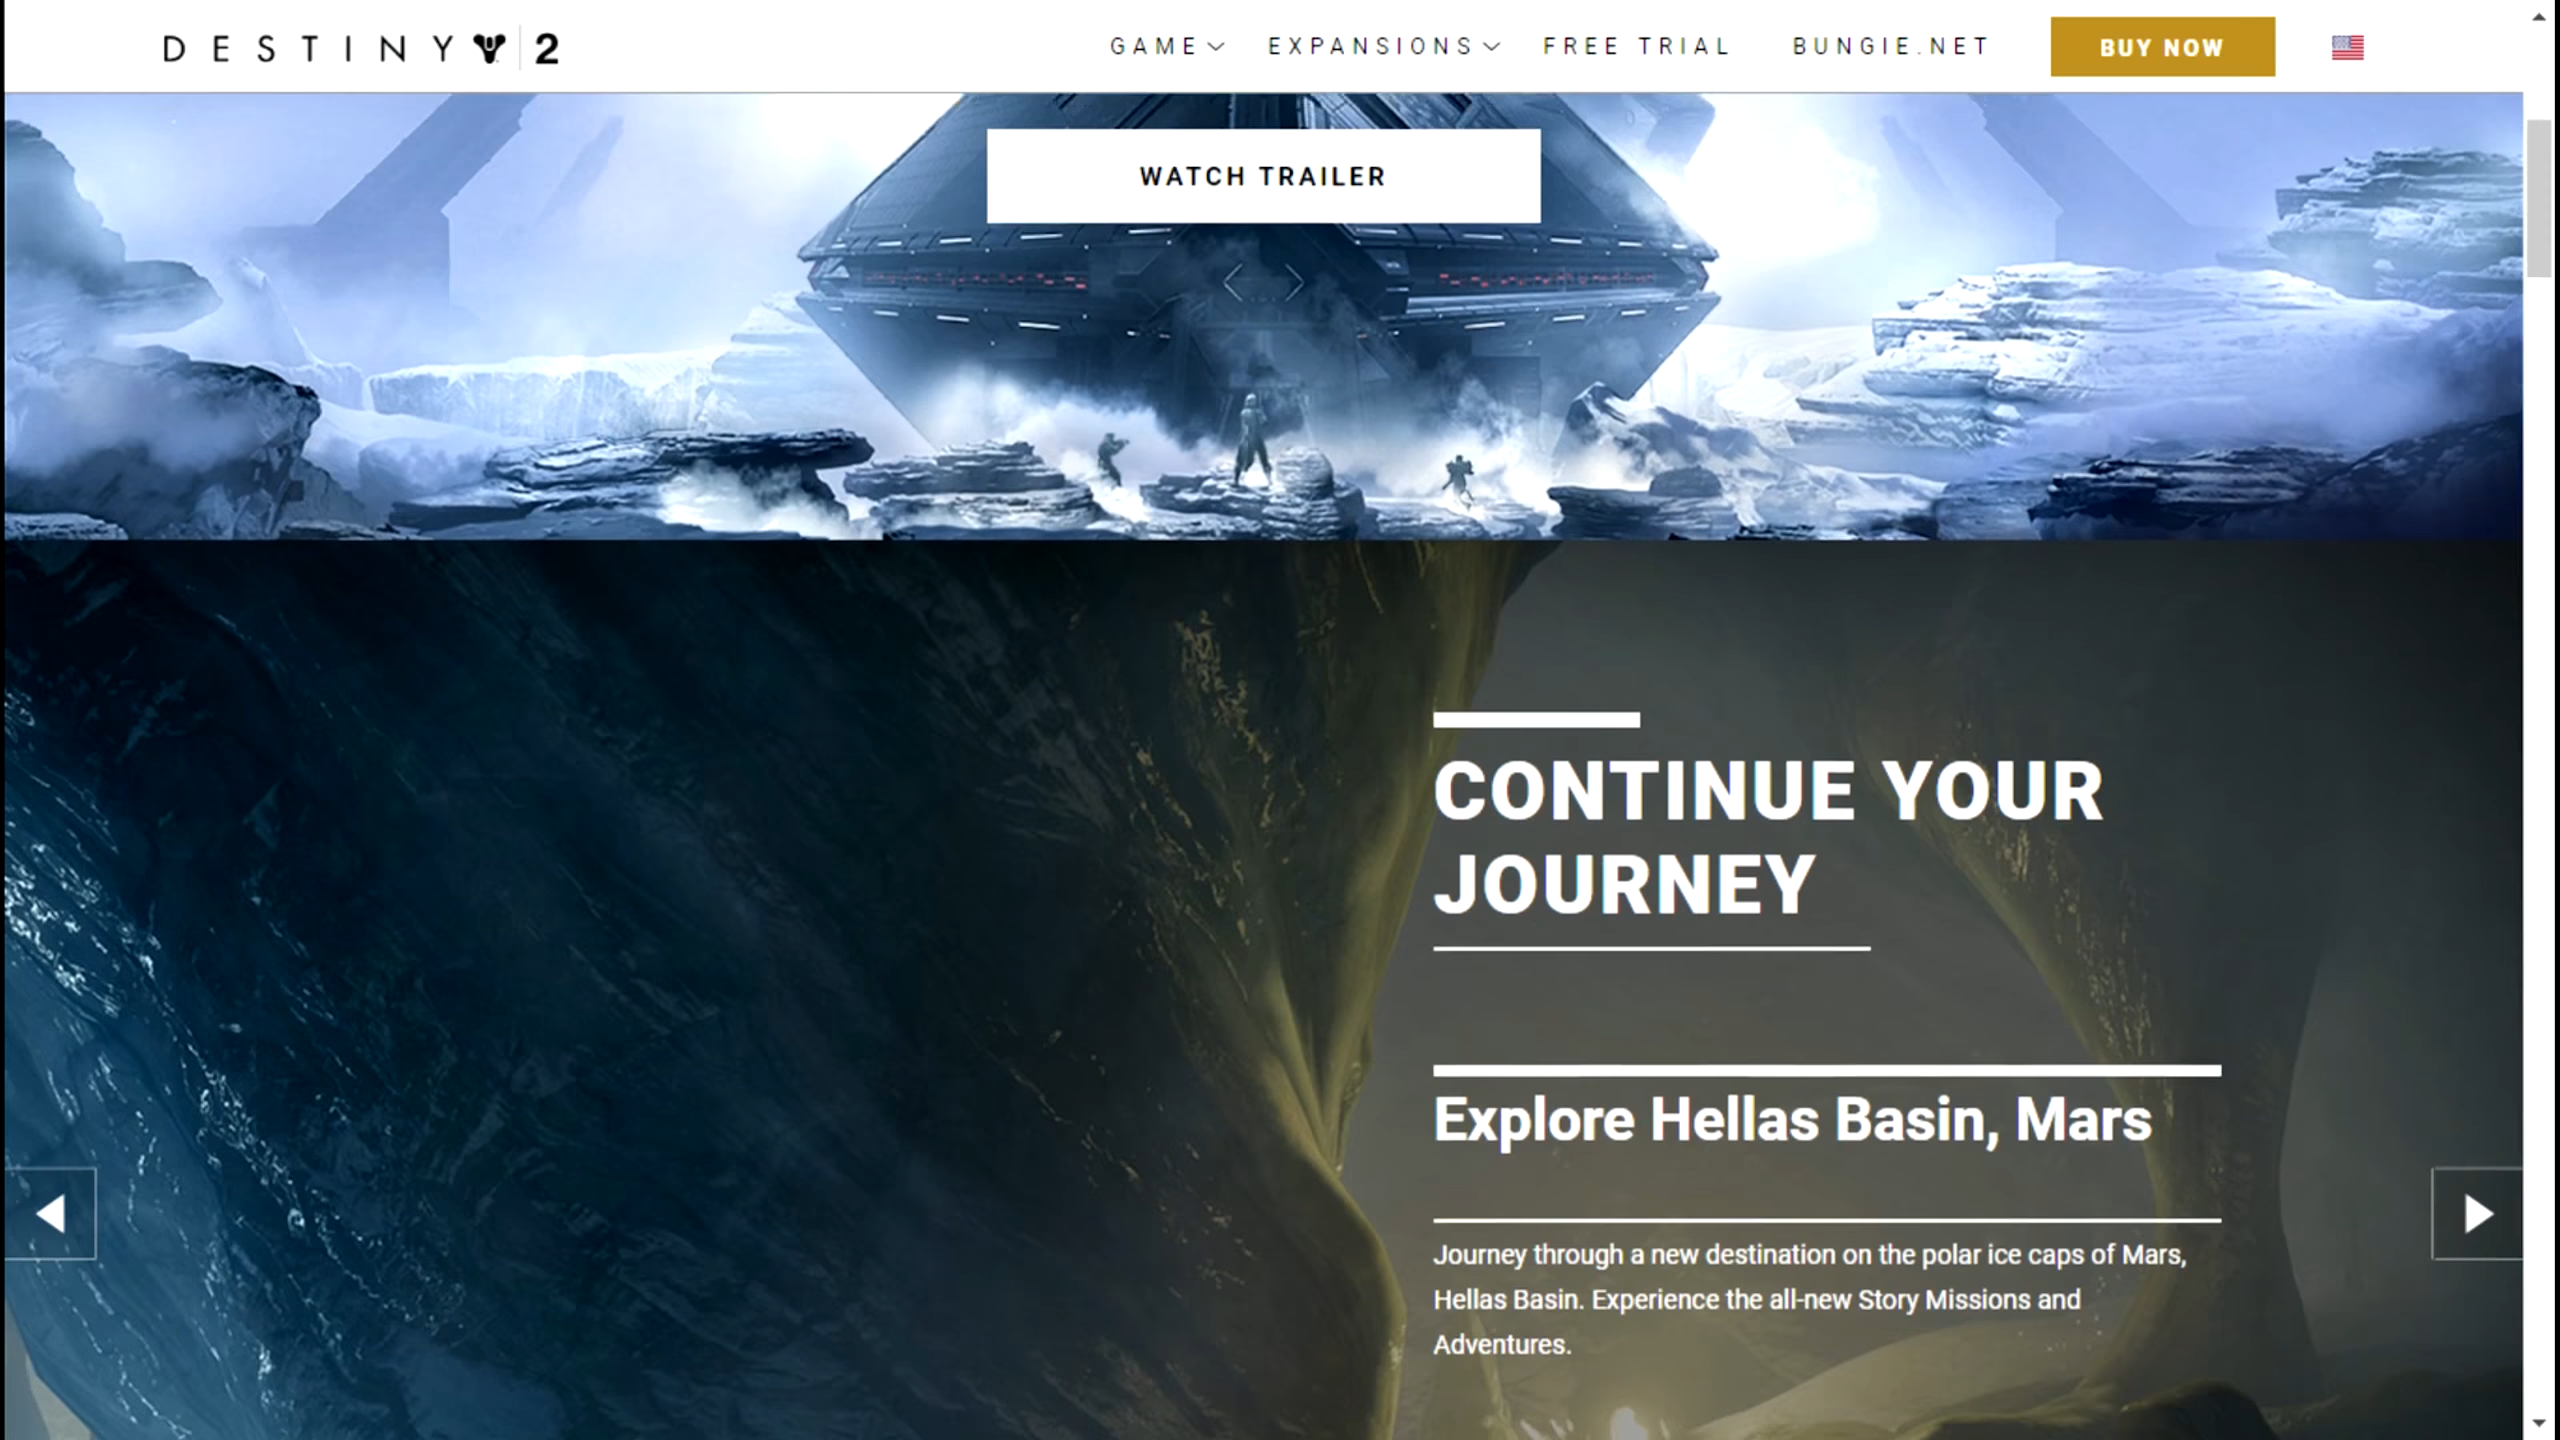 DESTINY 2
GAME EXPANSIONS FREE TRIAL BUNGIE.NET BUY NOW
WATCH TRAILER
CONTINUE YOUR
JOURNEY
Explore Hellas Basin, Mars
Journey through a new destination on the polar ice caps of Mars,
Hellas Basin. Experience the all-new Story Missions and
Adventures.